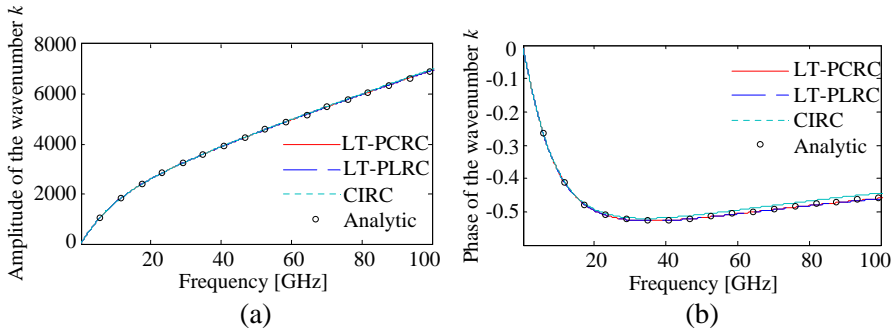 Amplitude of the wavenumber k
8000
6000
4000
2000
0
20
40
60
80
100
Frequency [GHz]
LT-PCRC
LT-PLRC
CIRC
Analytic
(a)
Phase of the wavenumber k
0
-0.1
-0.2
-0.3
-0.4
-0.5
20
40
60
80
100
Frequency [GHz]
LT-PCRC
LT-PLRC
CIRC
Analytic
(b)